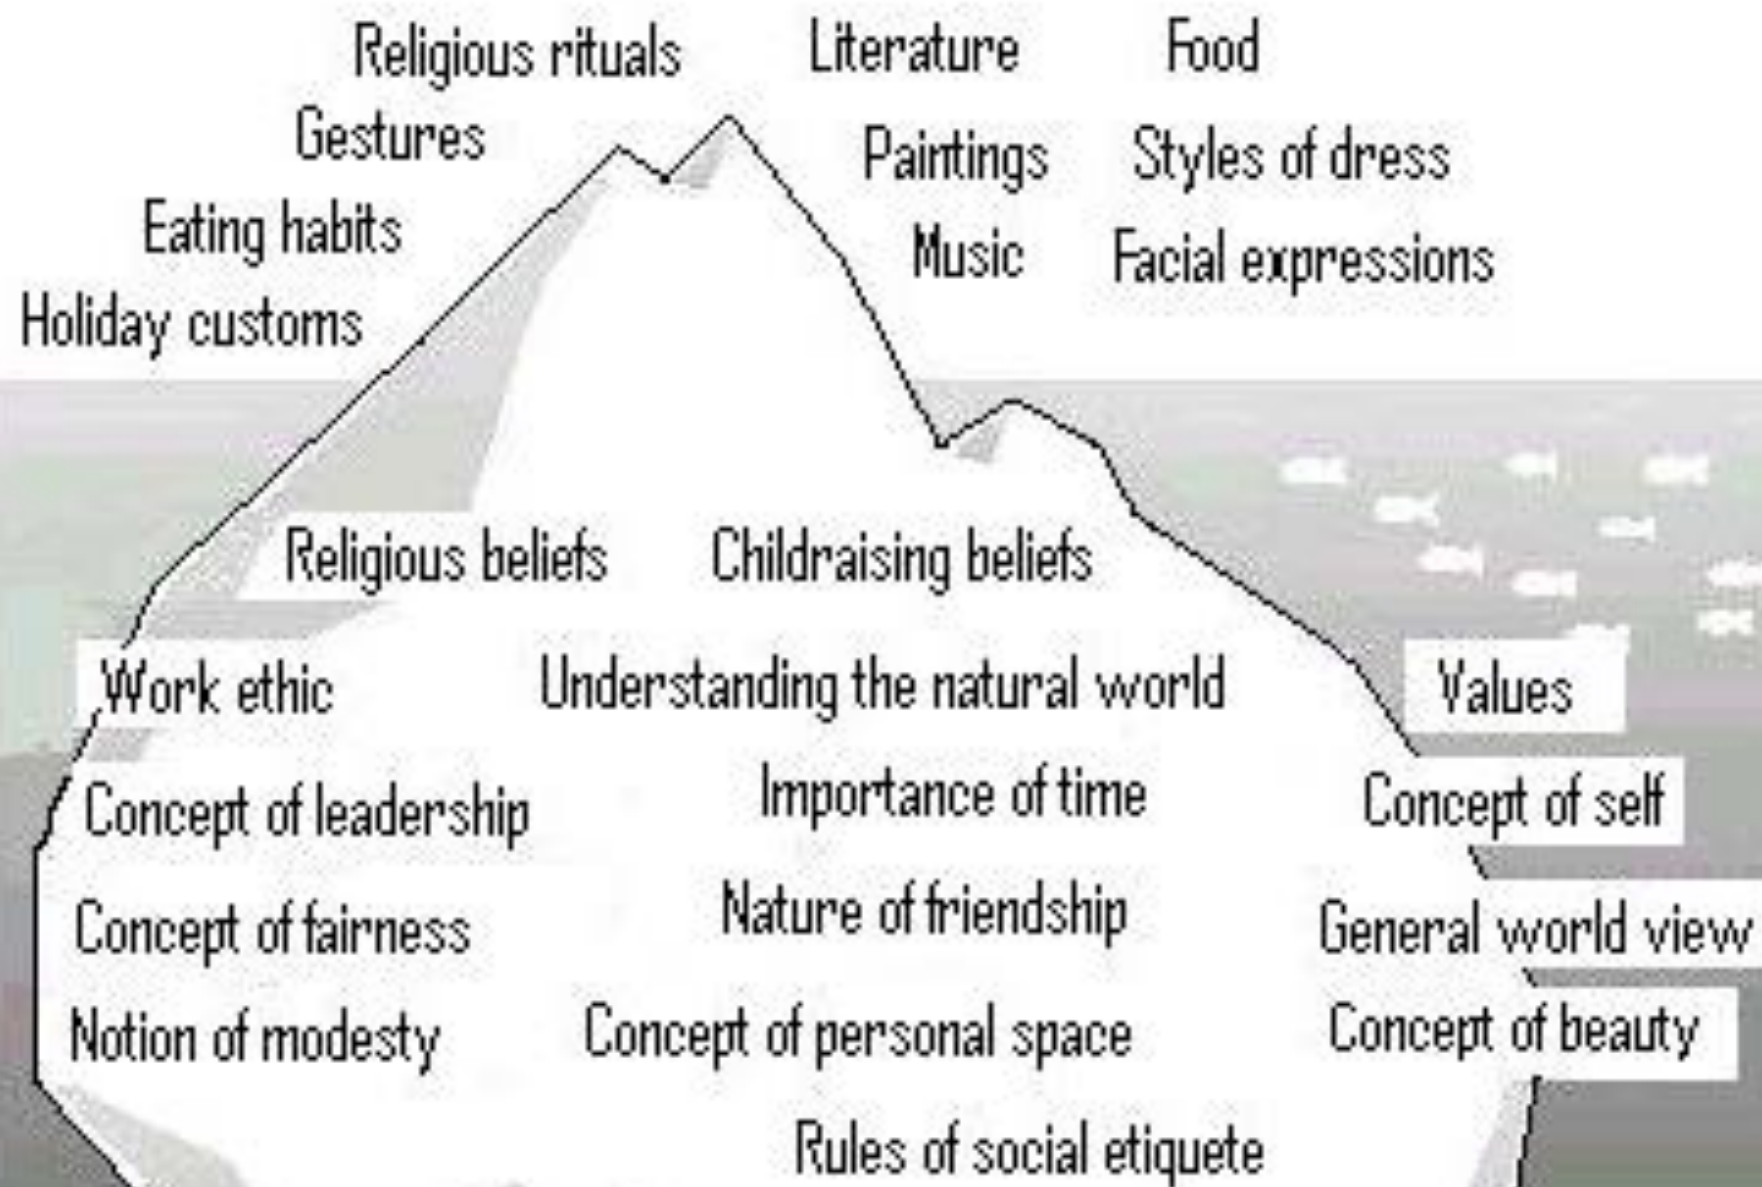 Religious rituals
Literature
Food
Gestures
Paintings
Styles of dress
Eating habits
Music
Facial expressions
Holiday customs
Religious beliefs
Childraising beliefs
Work ethic
Understanding the natural world
Values
Concept of leadership
Importance of time
Concept of self
Concept of fairness
Nature of friendship
General world view
Notion of modesty
Concept of personal space
Concept of beauty
Rules of social etiquete